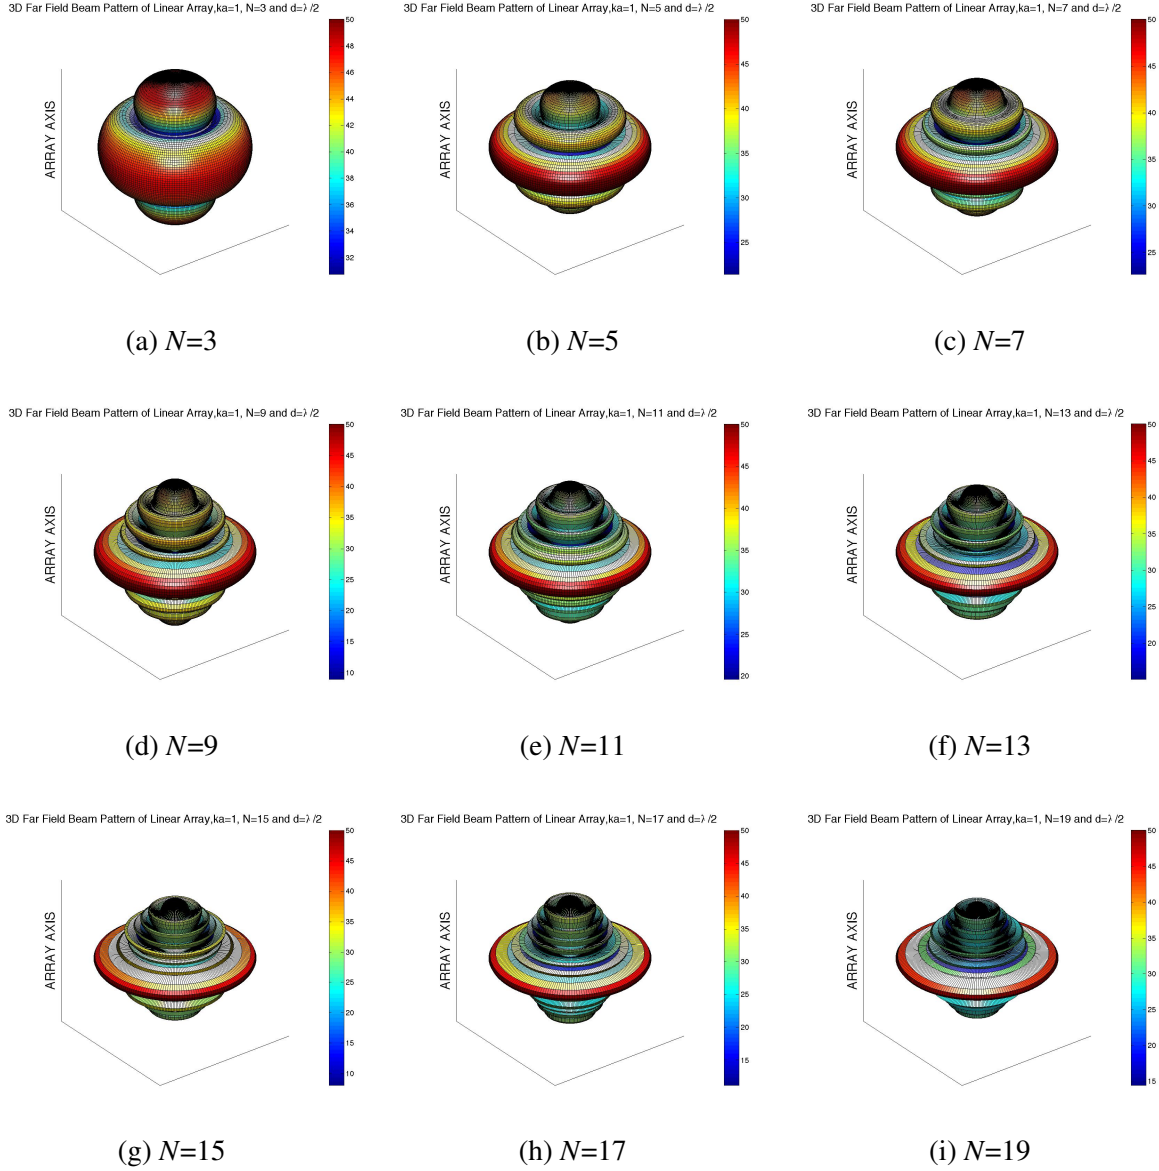 3D Far Field Beam Pattern of Linear Array,ka=1, N=3 and d=λ/2
50
48
46
44
42
40
38
36
34
32
ARRAY AXIS
(a) N=3
3D Far Field Beam Pattern of Linear Array,ka=1, N=5 and d=λ/2
50
45
40
35
30
25
ARRAY AXIS
(b) N=5
3D Far Field Beam Pattern of Linear Array,ka=1, N=7 and d=λ/2
50
45
40
35
30
25
ARRAY AXIS
(c) N=7
3D Far Field Beam Pattern of Linear Array,ka=1, N=9 and d=λ/2
50
45
40
35
30
25
20
15
10
ARRAY AXIS
(d) N=9
3D Far Field Beam Pattern of Linear Array,ka=1, N=11 and d=λ/2
50
45
40
35
30
25
20
ARRAY AXIS
(e) N=11
3D Far Field Beam Pattern of Linear Array,ka=1, N=13 and d=λ/2
50
45
40
35
30
25
20
ARRAY AXIS
(f) N=13
3D Far Field Beam Pattern of Linear Array,ka=1, N=15 and d=λ/2
50
45
40
35
30
25
20
15
10
ARRAY AXIS
(g) N=15
3D Far Field Beam Pattern of Linear Array,ka=1, N=17 and d=λ/2
50
45
40
35
30
25
20
15
ARRAY AXIS
(h) N=17
3D Far Field Beam Pattern of Linear Array,ka=1, N=19 and d=λ/2
50
45
40
35
30
25
20
15
ARRAY AXIS
(i) N=19